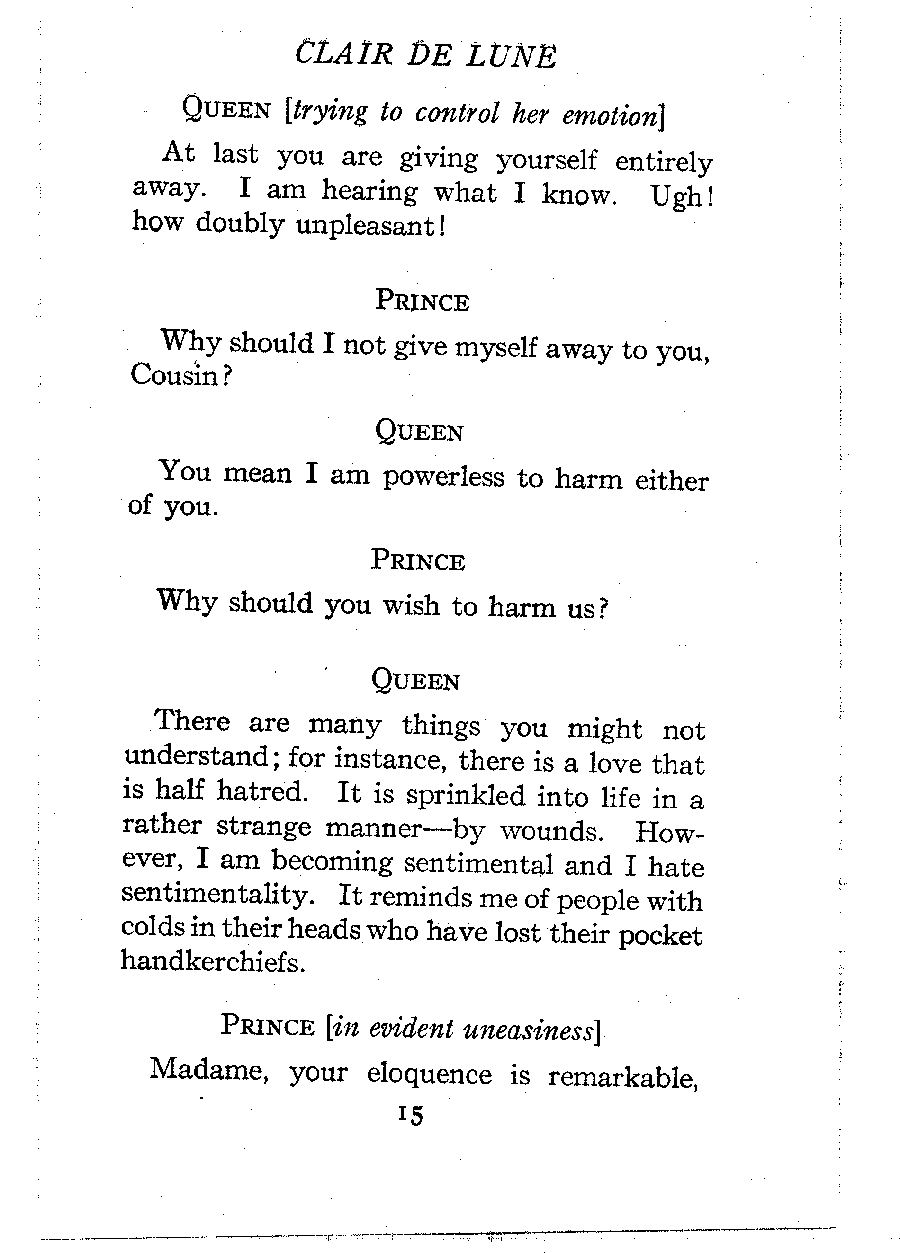 CLAIR DE LUNE
QUEEN [trying to control her emotion]
At last you are giving yourself entirely
away. I am hearing what I know. Ugh!
how doubly unpleasant!
PRINCE
Why should I not give myself away to you,
Cousin?
QUEEN
You mean I am powerless to harm either
of you.
PRINCE
Why should you wish to harm us?
QUEEN
There are many things you might not
understand; for instance, there is a love that
is half hatred. It is sprinkled into life in a
rather strange manner—by wounds. How-
ever, I am becoming sentimental and I hate
sentimentality. It reminds me of people with
colds in their heads who have lost their pocket
handkerchiefs.
PRINCE [in evident uneasiness]
Madame, your eloquence is remarkable,
15